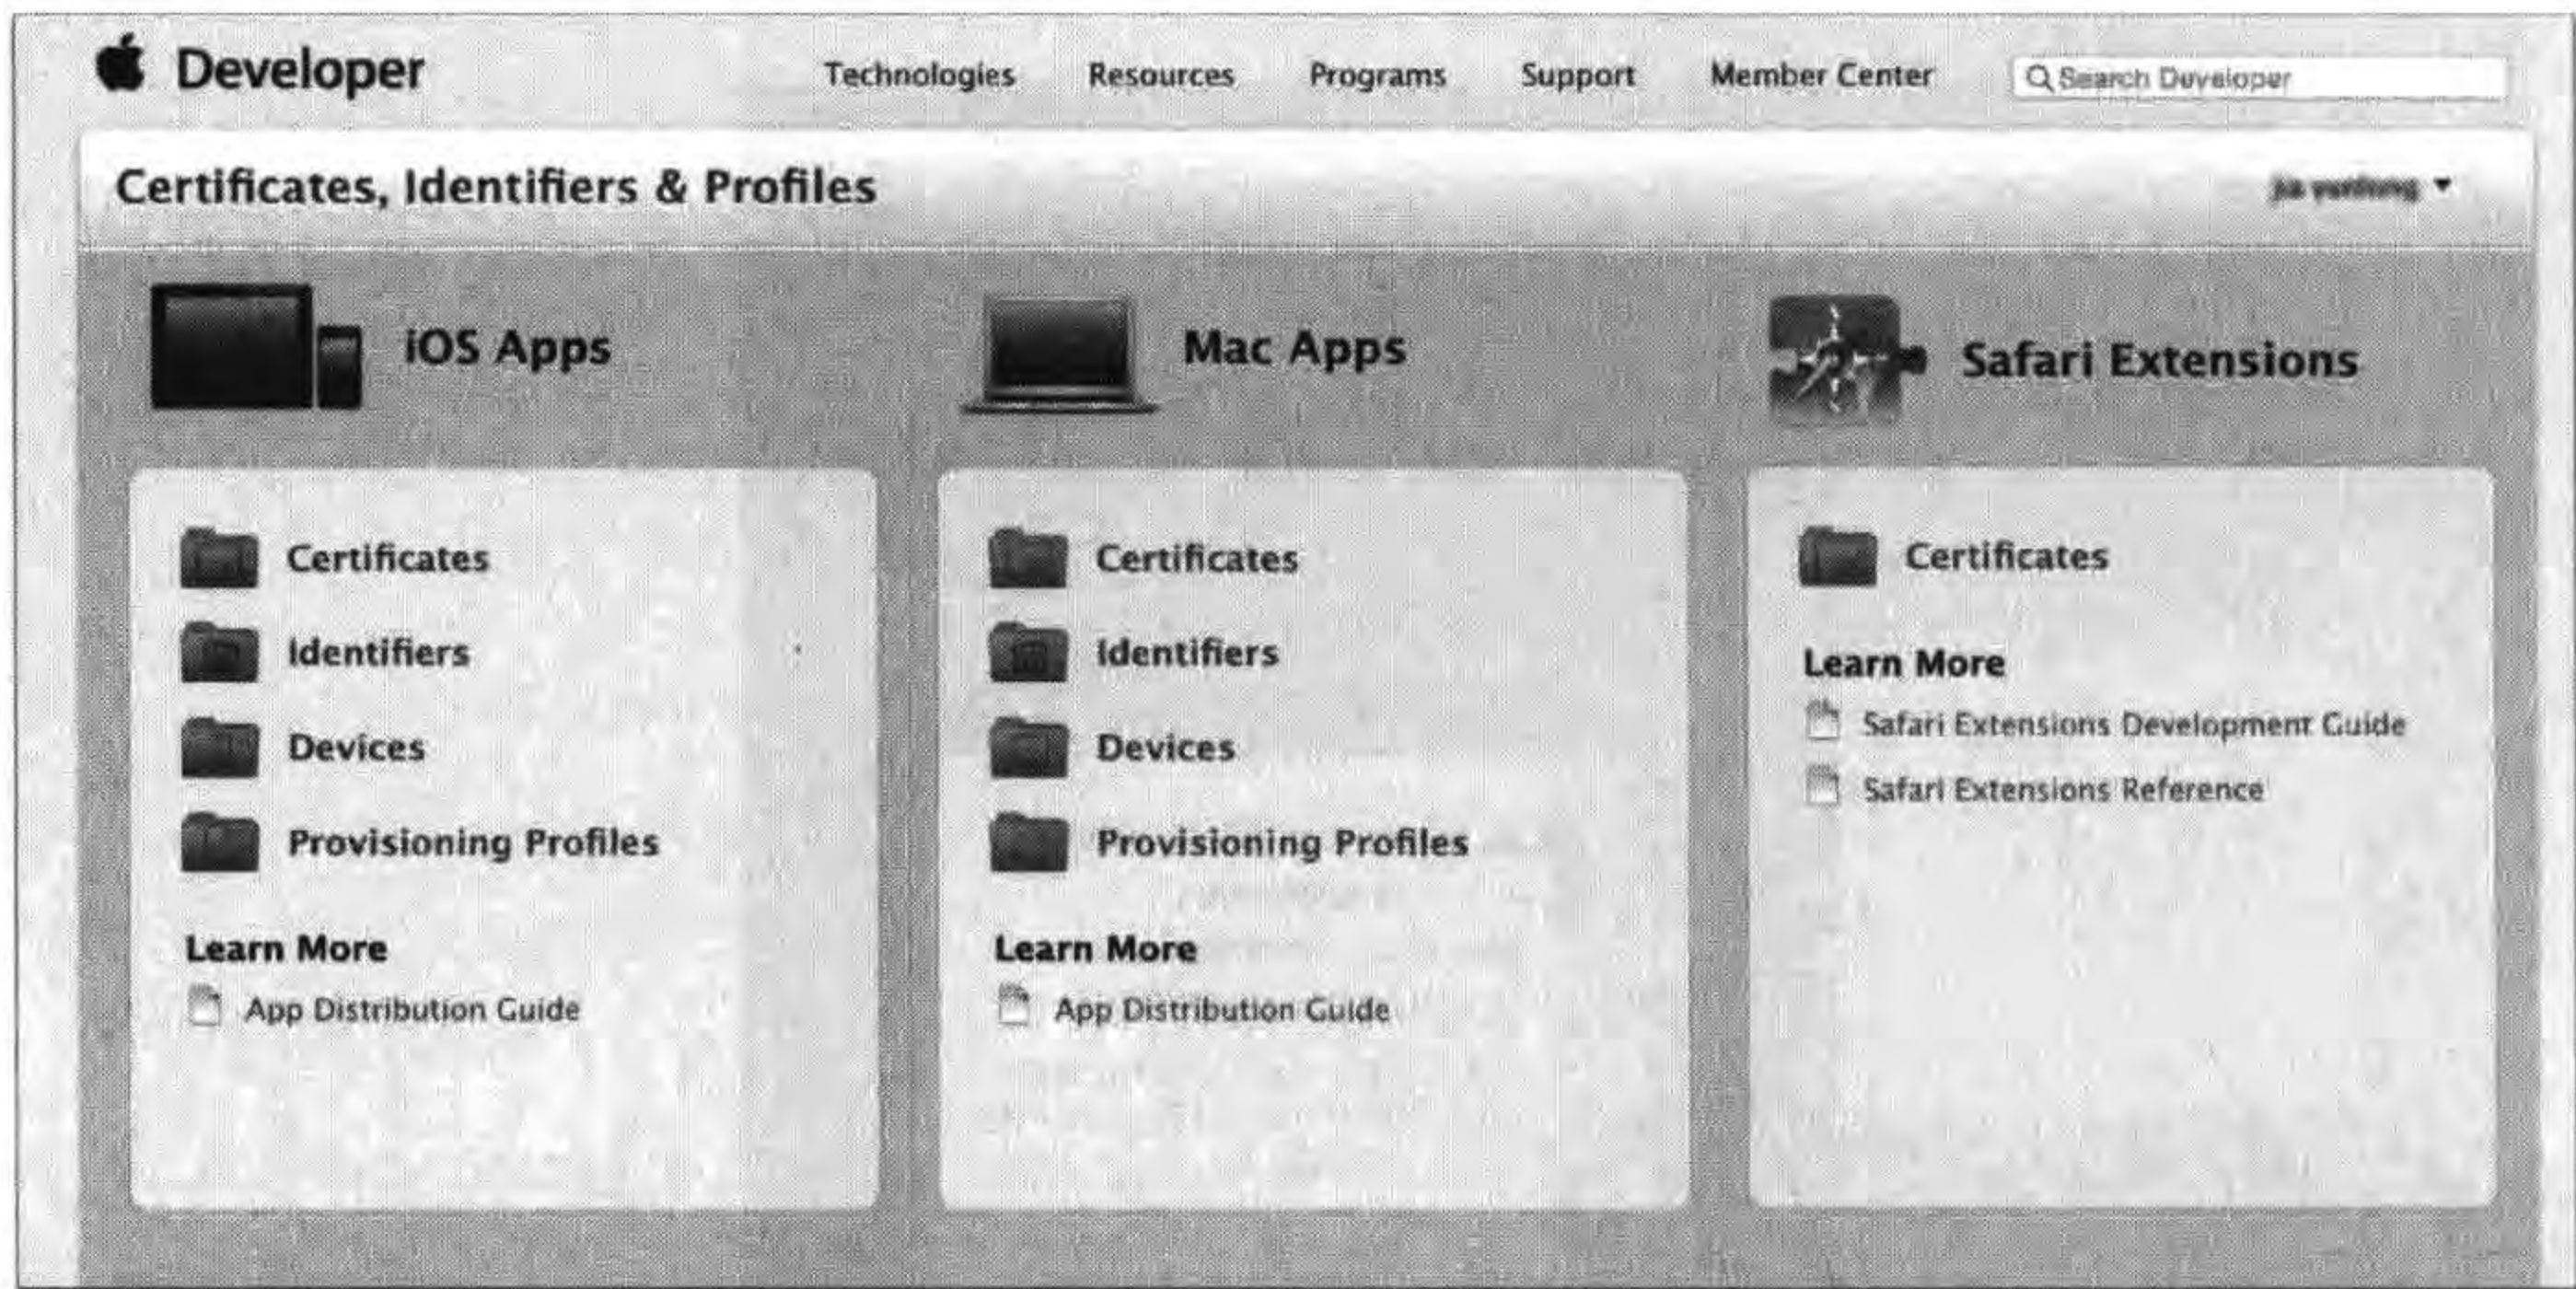 Developer
Technologies
Resources
Programs
Support
Member Center
Search Developer
Certificates, Identifiers & Profiles
iOS Apps
Certificates
Identifiers
Devices
Provisioning Profiles
Learn More
App Distribution Guide
Mac Apps
Certificates
Identifiers
Devices
Provisioning Profiles
Learn More
App Distribution Guide
Safari Extensions
Certificates
Learn More
Safari Extensions Development Guide
Safari Extensions Reference